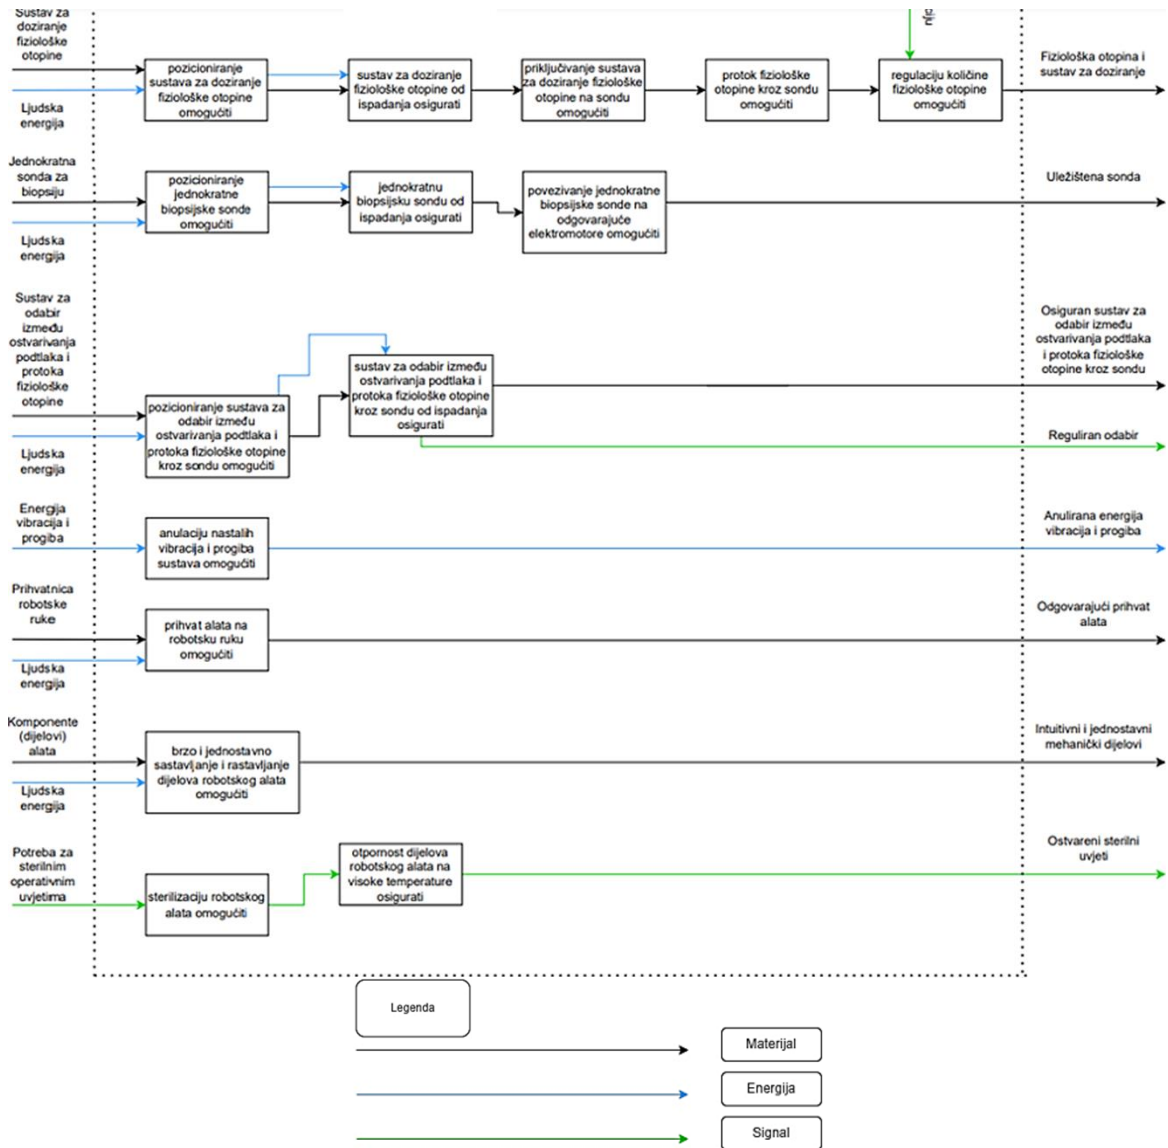 Sustav za
doziranje
fiziološke
otopine
Ljudska
energija
pozicioniranje
sustava za doziranje
fiziološke otopine
omogućiti
sustav za doziranje
fiziološke otopine od
ispadanja osigurati
priključivanje sustava
za doziranje fiziološke
otopine na sondu
omogućiti
protok fiziološke
otopine kroz sondu
omogućiti
regulaciju količine
fiziološke otopine
omogućiti
Fiziološka otopina i
sustav za doziranje
Jednokratna
sonda za
biopsiju
Ljudska
energija
pozicioniranje
jednokratne
biopsijske sonde
omogućiti
jednokratnu
biopsijsku sondu od
ispadanja osigurati
povezivanje jednokratne
biopsijske sonde na
odgovarajuće
elektromotore omogućiti
Uležištena sonda
Sustav za
odabir
između
ostvarivanja
podtlaka i
protoka
fiziološke
otopine
Ljudska
energija
pozicioniranje sustava za
odabir između
ostvarivanja podtlaka i
protoka fiziološke otopine
kroz sondu omogućiti
sustav za odabir između
ostvarivanja podtlaka i
protoka fiziološke otopine
kroz sondu od ispadanja
osigurati
Osiguran sustav za
odabir između
ostvarivanja podtlaka
i protoka fiziološke
otopine kroz sondu
Reguliran odabir
Energija
vibracija i
progiba
anulaciju nastalih
vibracija i progiba
sustava omogućiti
Anulirana energija
vibracija i progiba
Prihvatnica
robotske
ruke
Ljudska
energija
prihvat alata na
robotsku ruku
omogućiti
Odgovarajući prihvat
alata
Komponente
(dijelovi)
alata
Ljudska
energija
brzo i jednostavno
sastavljanje i rastavljanje
dijelova robotskog alata
omogućiti
Intuitivni i jednostavni
mehanički dijelovi
Potreba za
sterilnim
operativnim
uvjetima
sterilizaciju robotskog
alata omogućiti
otpornost dijelova
robotskog alata na
visoke temperature
osigurati
Ostvareni sterilni
uvjeti
Legenda
Materijal
Energija
Signal